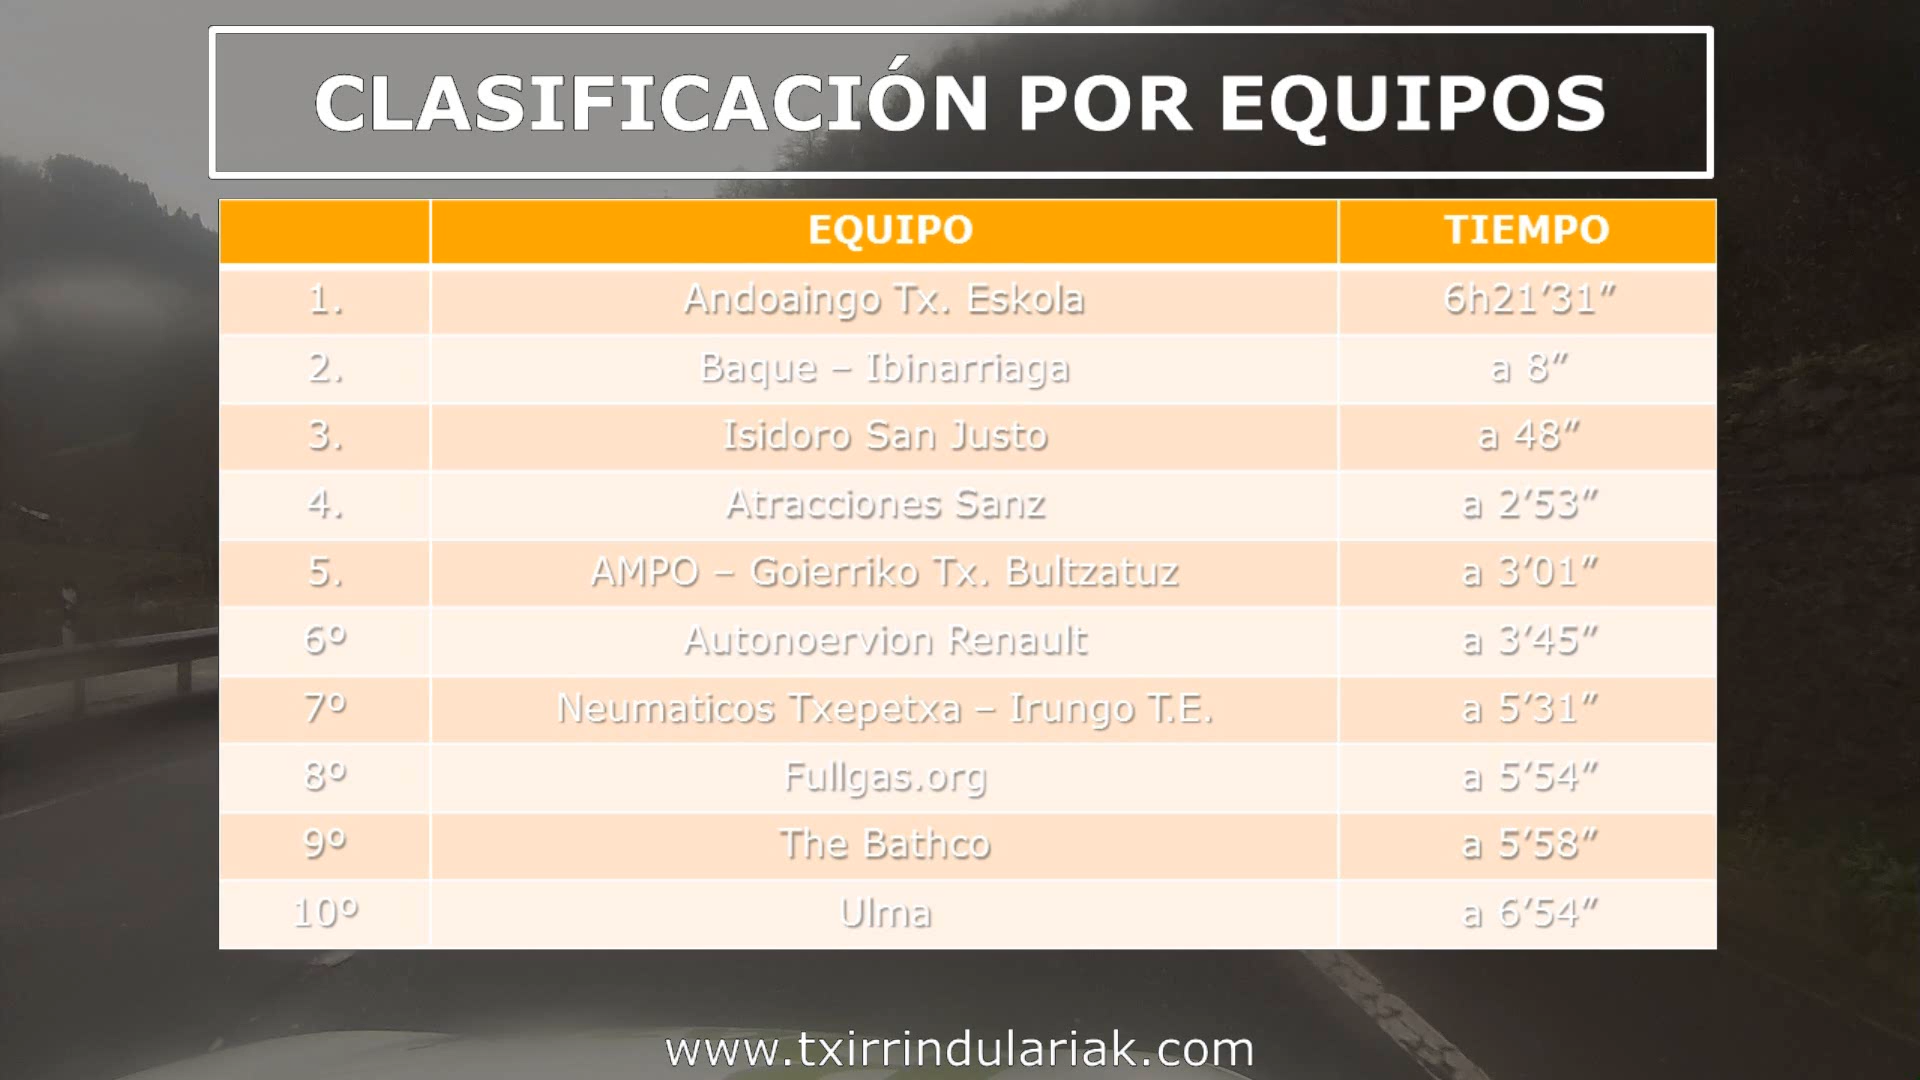 CLASIFICACIÓN POR EQUIPOS
EQUIPO TIEMPO
1. Andoaingo Tx. Eskola 6h21’31”
2. Baque – Ibinarriaga a 8”
3. Isidoro San Justo a 48”
4. Atracciones Sanz a 2’53”
5. AMPO – Goierriko Tx. Bultzatuz a 3’01”
6º Autonoervion Renault a 3’45”
7º Neumaticos Txepetxa – Irungo T.E. a 5’31”
8º Fullgas.org a 5’54”
9º The Bathco a 5’58”
10º Ulma a 6’54”
www.txirrindulariak.com